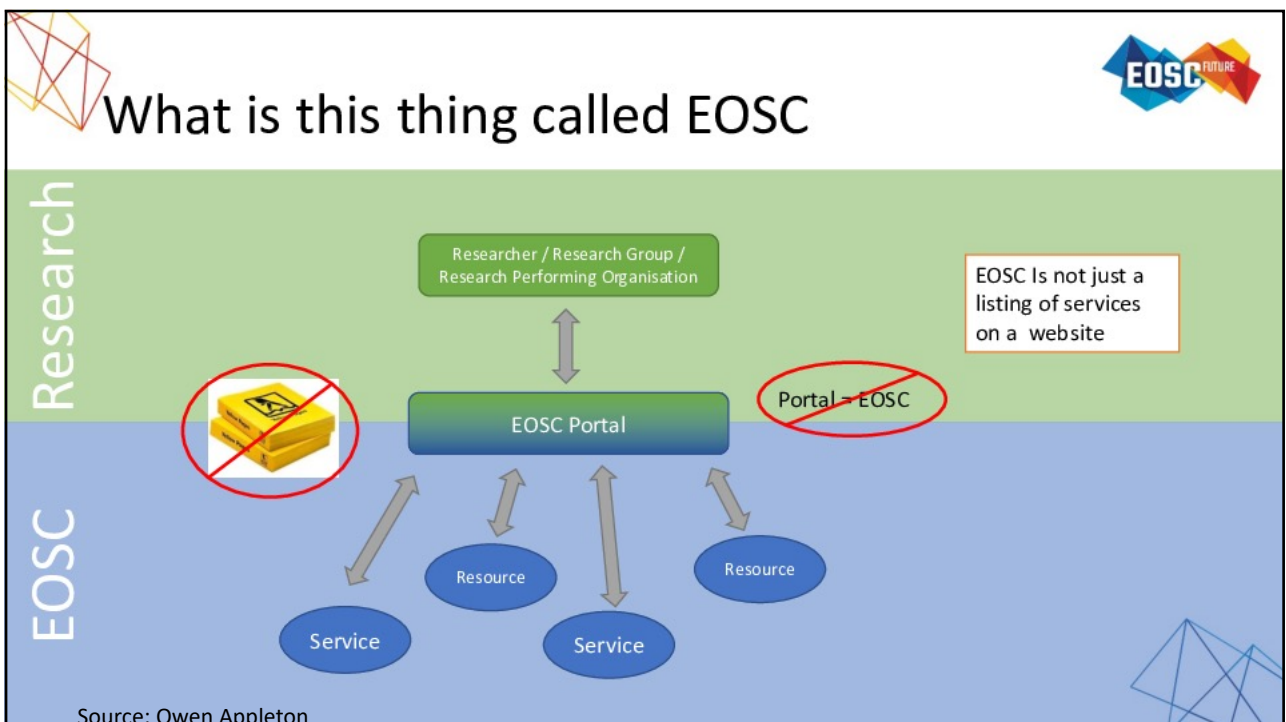 EOSC FUTURE
What is this thing called EOSC
Research
Researcher / Research Group /
Research Performing Organisation
EOSC Is not just a
listing of services
on a website
Portal = EOSC
EOSC Portal
EOSC
Resource
Resource
Service
Service
Source: Owen Appleton